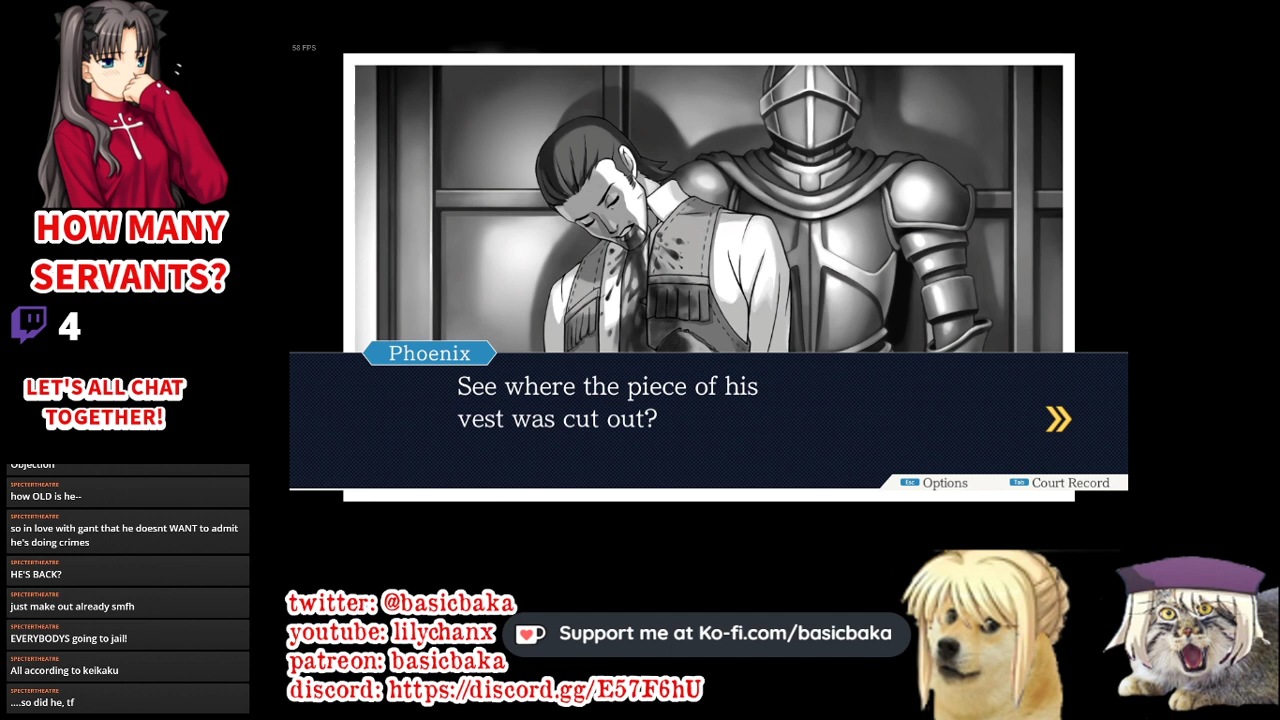 58 FPS
HOW MANY
SERVANTS?
4
LET'S ALL CHAT
TOGETHER!
Objection
SPECTERTHEATRE
how OLD is he--
SPECTERTHEATRE
so in love with gant that he doesnt WANT to admit
he's doing crimes
SPECTERTHEATRE
HE'S BACK?
SPECTERTHEATRE
just make out already smfh
SPECTERTHEATRE
EVERYBODYS going to jail!
SPECTERTHEATRE
All according to keikaku
SPECTERTHEATRE
....so did he, tf
Phoenix
See where the piece of his
vest was cut out?
Esc Options
Tab Court Record
twitter: @basicbaka
youtube: lilychanx
patreon: basicbaka
discord: https://discord.gg/E57F6hU
Support me at Ko-fi.com/basicbaka